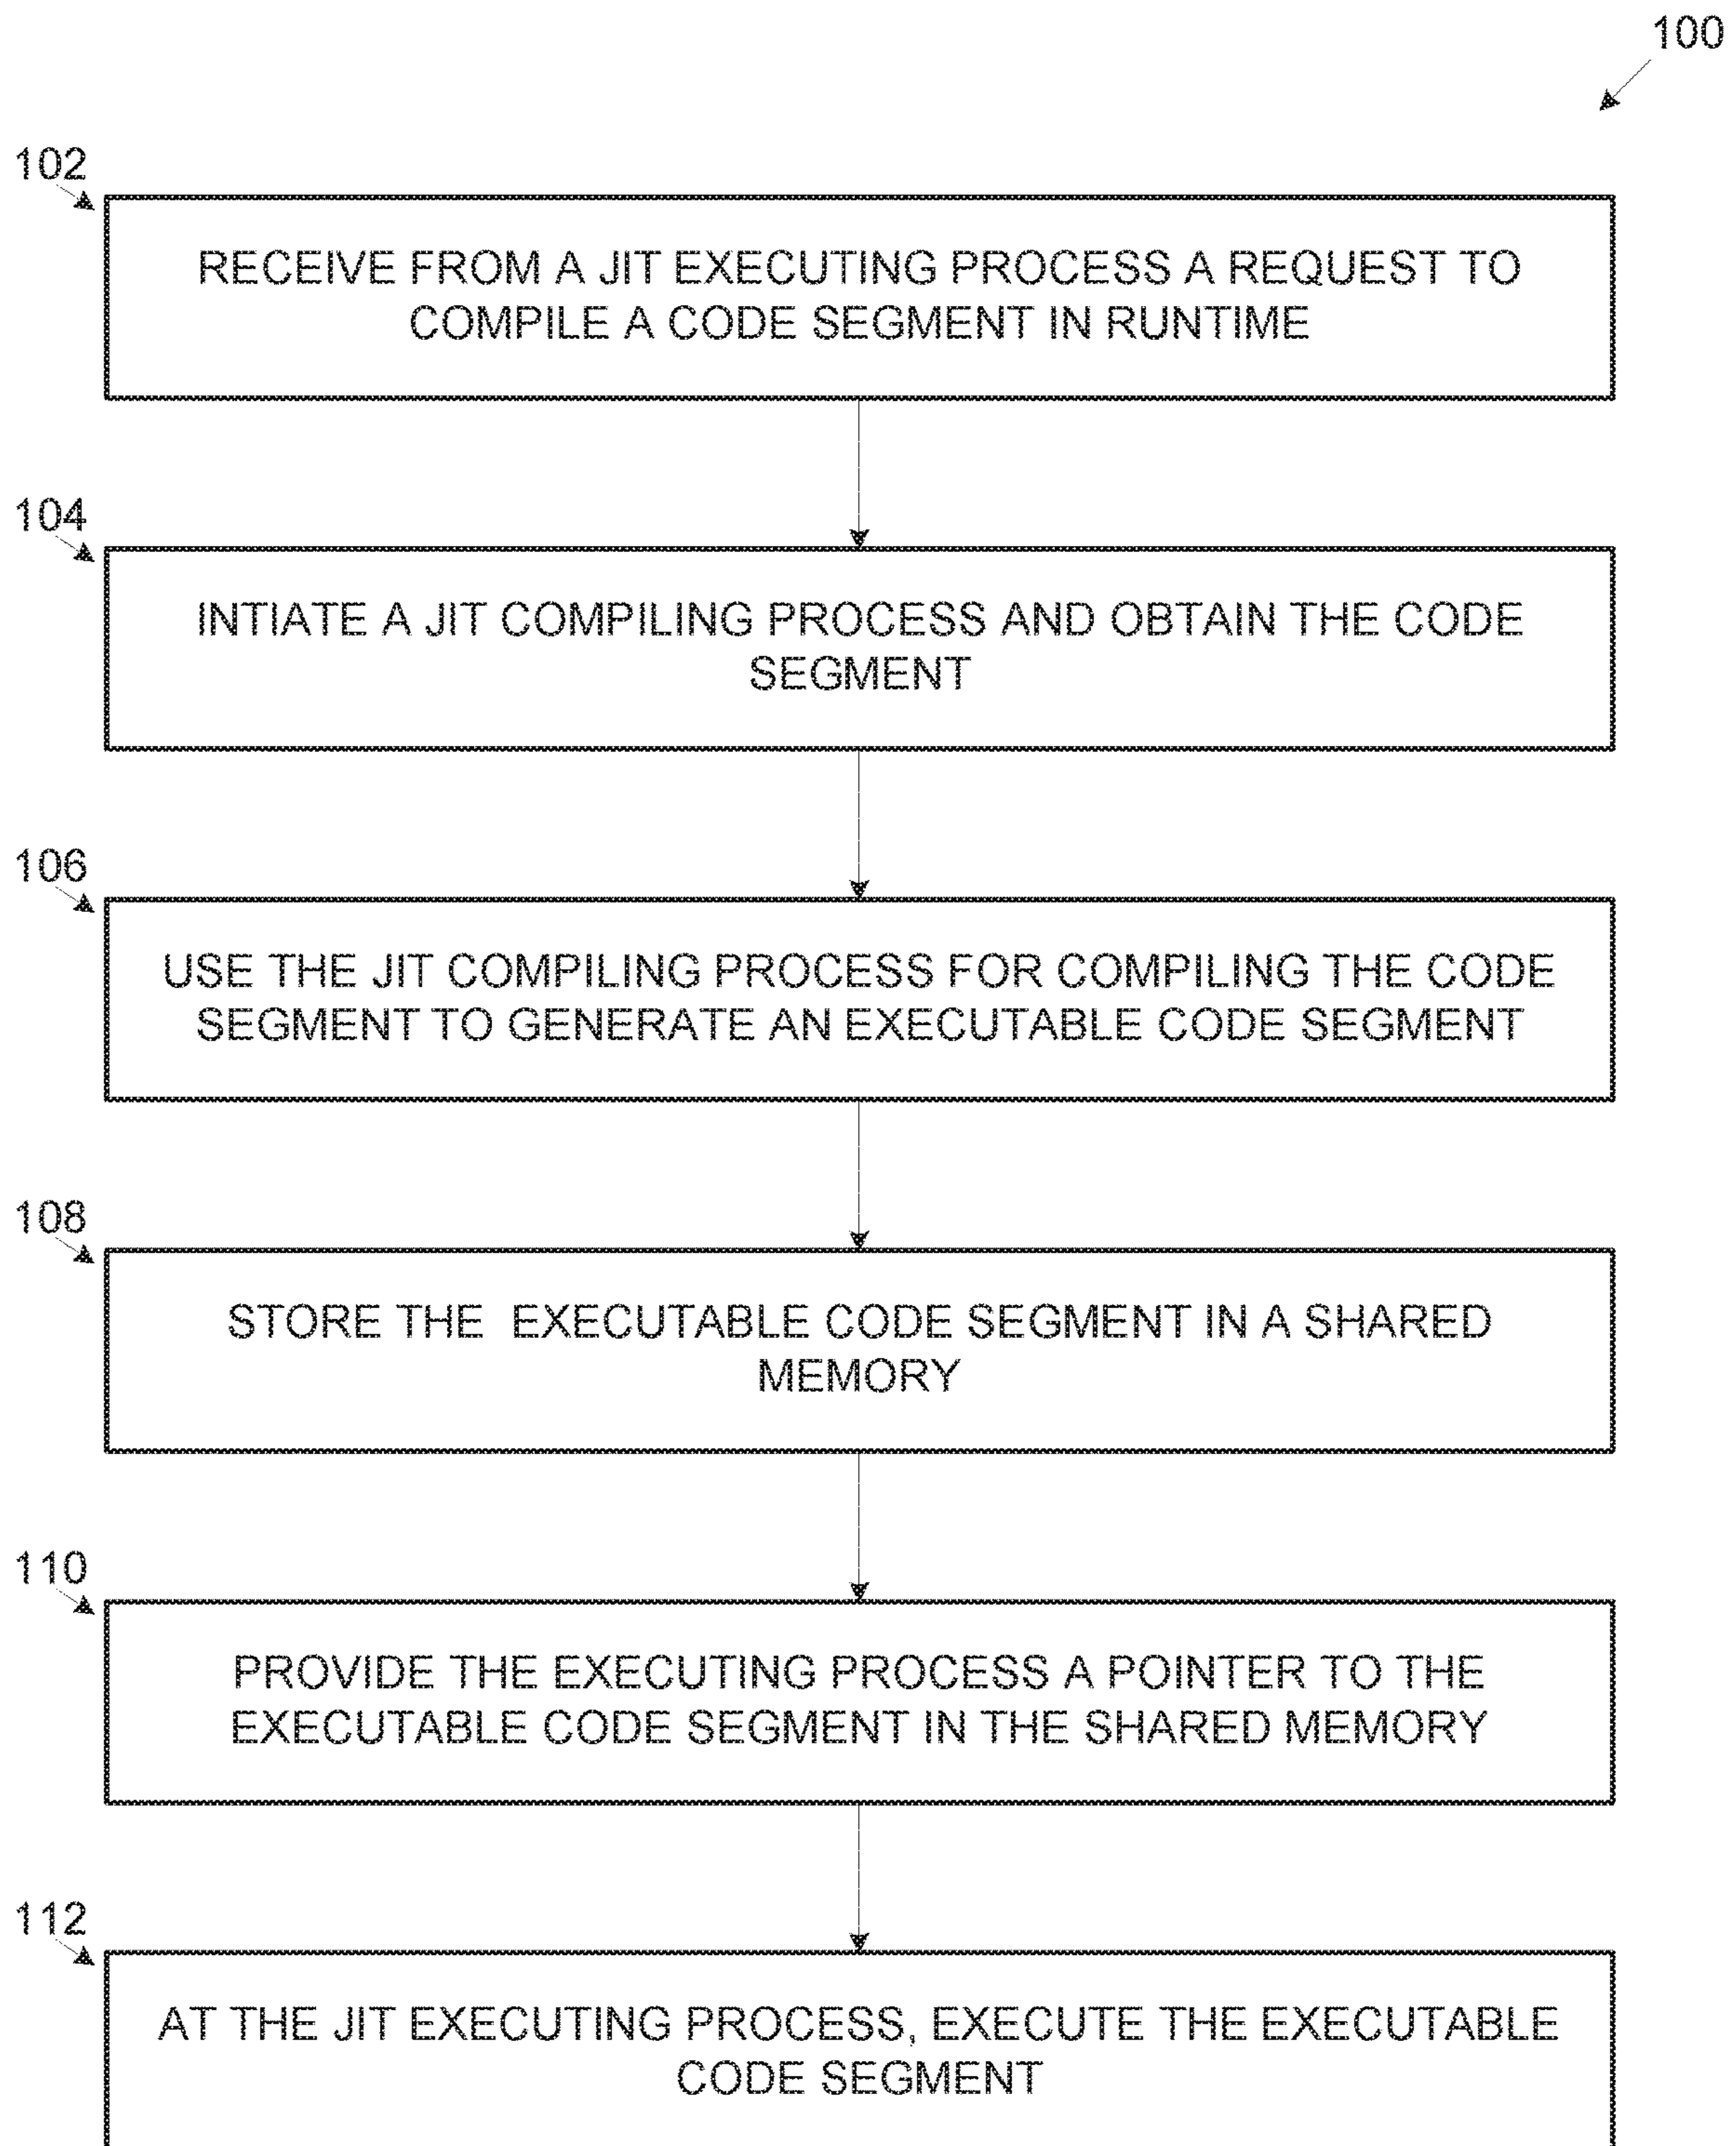 100
102
RECEIVE FROM A JIT EXECUTING PROCESS A REQUEST TO
COMPILE A CODE SEGMENT IN RUNTIME
104
INTIATE A JIT COMPILING PROCESS AND OBTAIN THE CODE
SEGMENT
106
USE THE JIT COMPILING PROCESS FOR COMPILING THE CODE
SEGMENT TO GENERATE AN EXECUTABLE CODE SEGMENT
108
STORE THE EXECUTABLE CODE SEGMENT IN A SHARED
MEMORY
110
PROVIDE THE EXECUTING PROCESS A POINTER TO THE
EXECUTABLE CODE SEGMENT IN THE SHARED MEMORY
112
AT THE JIT EXECUTING PROCESS, EXECUTE THE EXECUTABLE
CODE SEGMENT